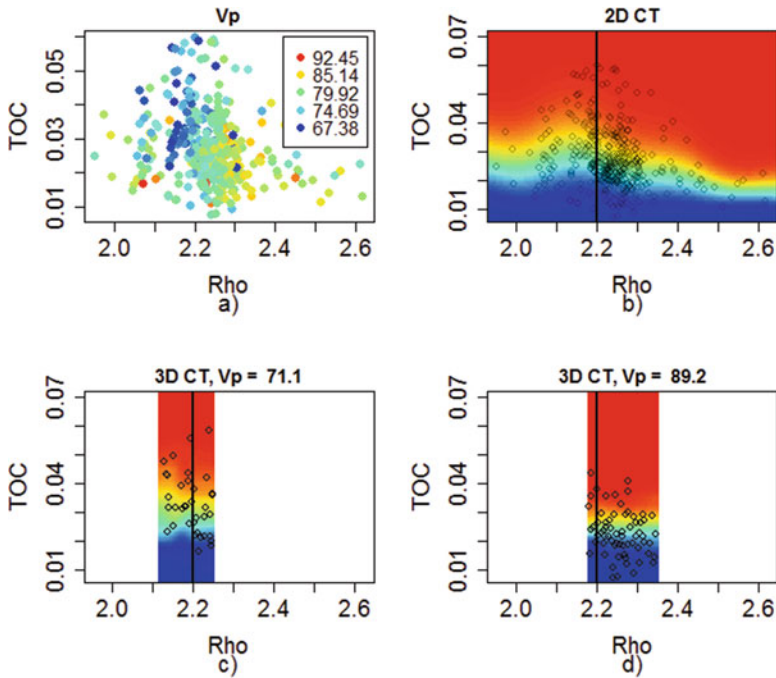 Vp
TOC
0.05
0.03
0.01
92.45
85.14
79.92
74.69
67.38
2.0 2.2 2.4 2.6
Rho
a)
2D CT
TOC
0.07
0.04
0.01
2.0 2.2 2.4 2.6
Rho
b)
3D CT, Vp = 71.1
TOC
0.07
0.04
0.01
2.0 2.2 2.4 2.6
Rho
c)
3D CT, Vp = 89.2
TOC
0.07
0.04
0.01
2.0 2.2 2.4 2.6
Rho
d)